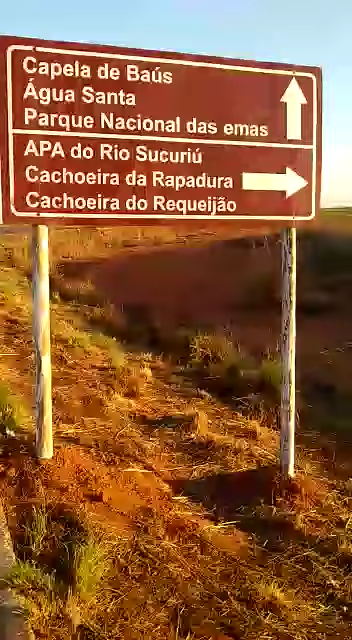 Capela de Baús
Água Santa
Parque Nacional das emas
APA do Rio Sucuriú
Cachoeira da Rapadura
Cachoeira do Requeijão